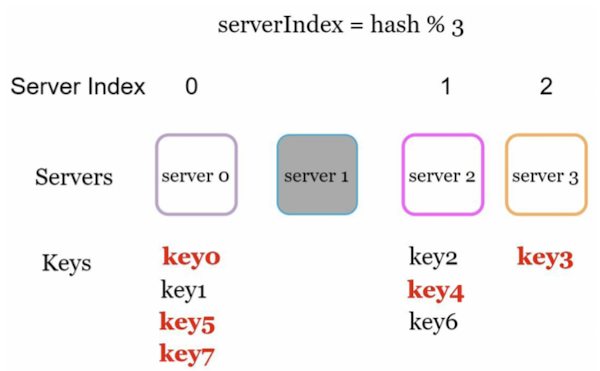 serverIndex = hash % 3
Server Index 0 1 2
Servers server 0 server 1 server 2 server 3
Keys key0 key2 key3
key1 key4
key5 key6
key7